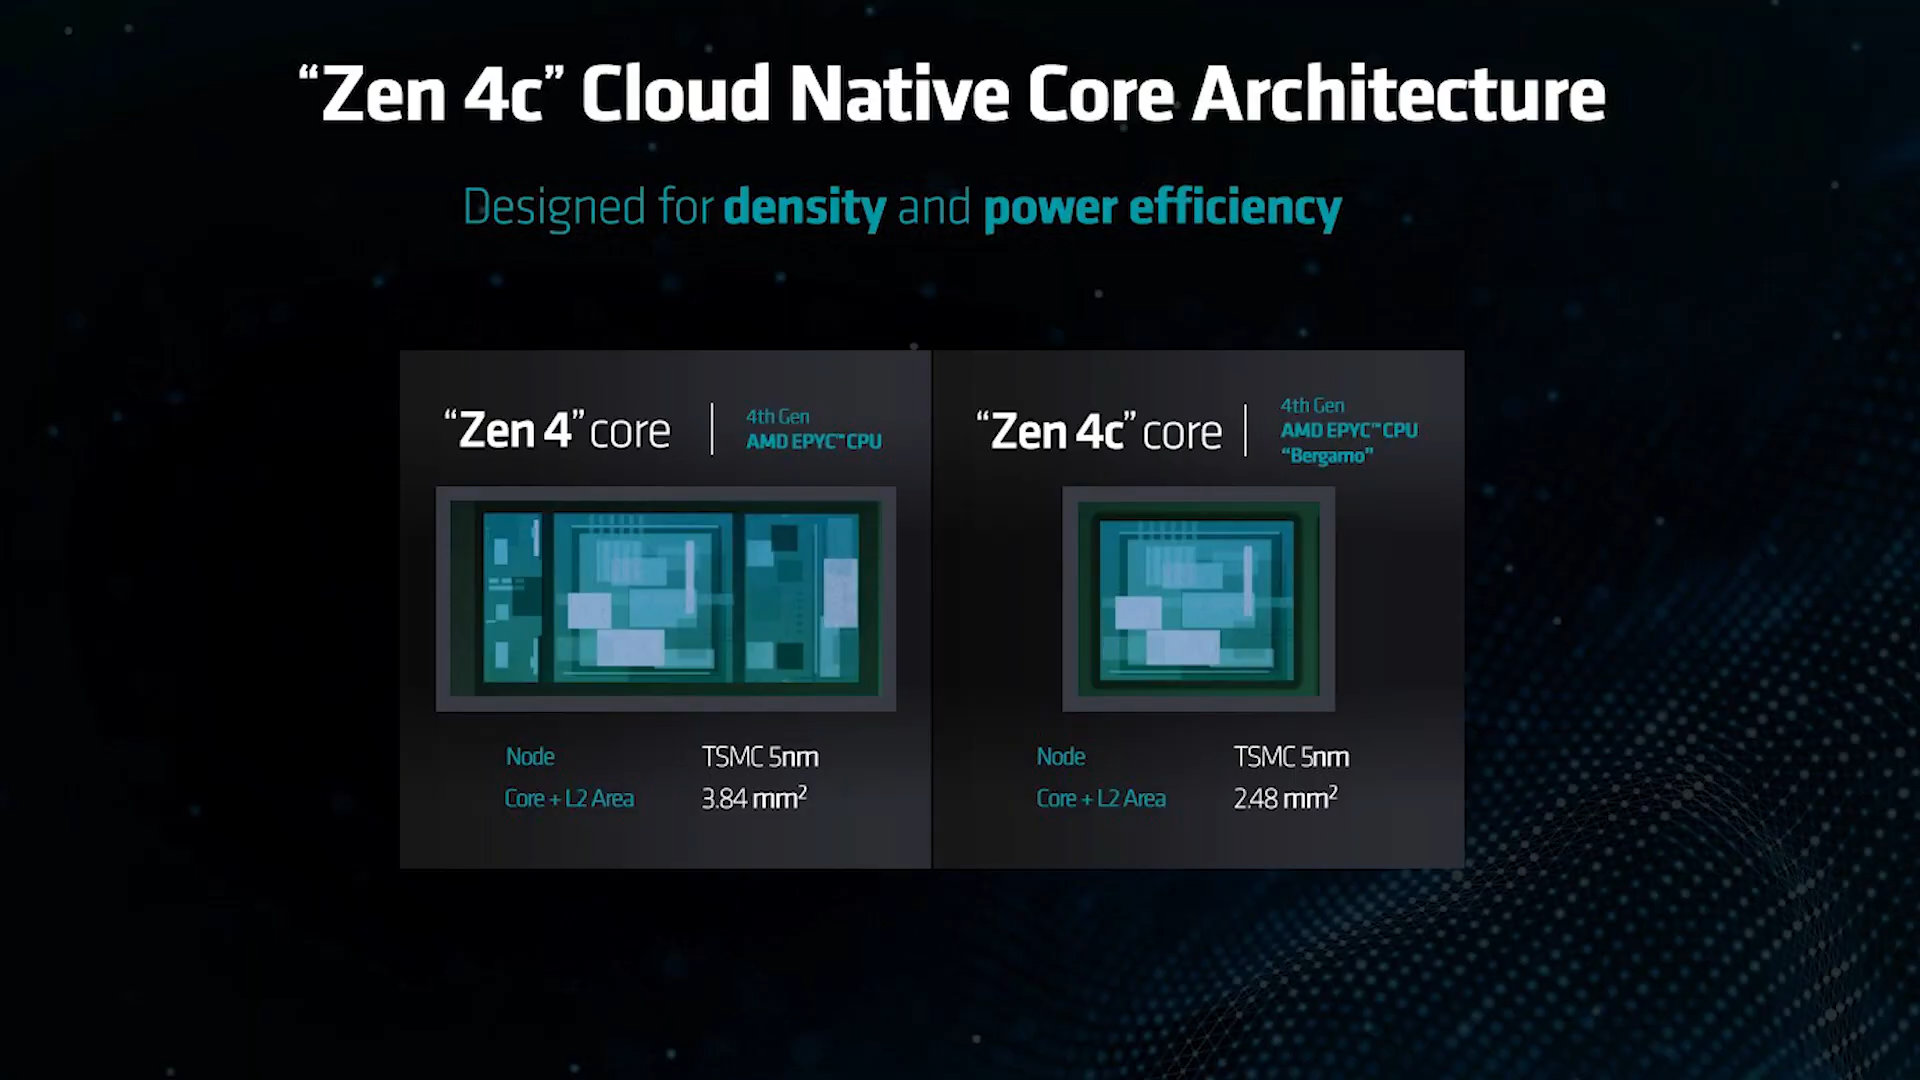 “Zen 4c” Cloud Native Core Architecture
Designed for density and power efficiency
“Zen 4” core
4th Gen
AMD EPYC™ CPU
Node TSMC 5nm
Core + L2 Area 3.84 mm²
“Zen 4c” core
4th Gen
AMD EPYC™ CPU
“Bergamo”
Node TSMC 5nm
Core + L2 Area 2.48 mm²